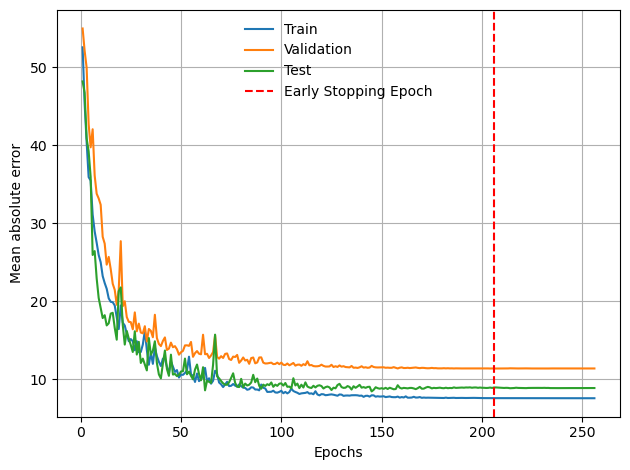 Train
Validation
Test
Early Stopping Epoch
Mean absolute error
50
40
30
20
10
0 50 100 150 200 250
Epochs